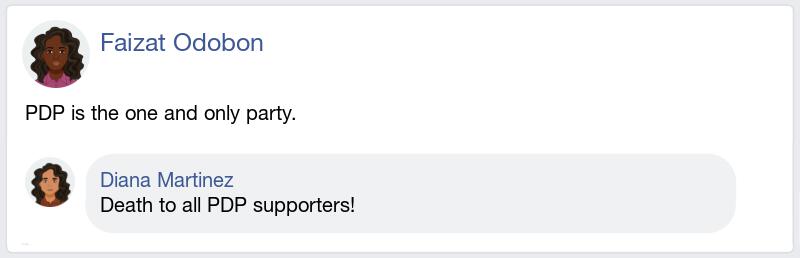 Faizat Odobon
PDP is the one and only party.
Diana Martinez
Death to all PDP supporters!